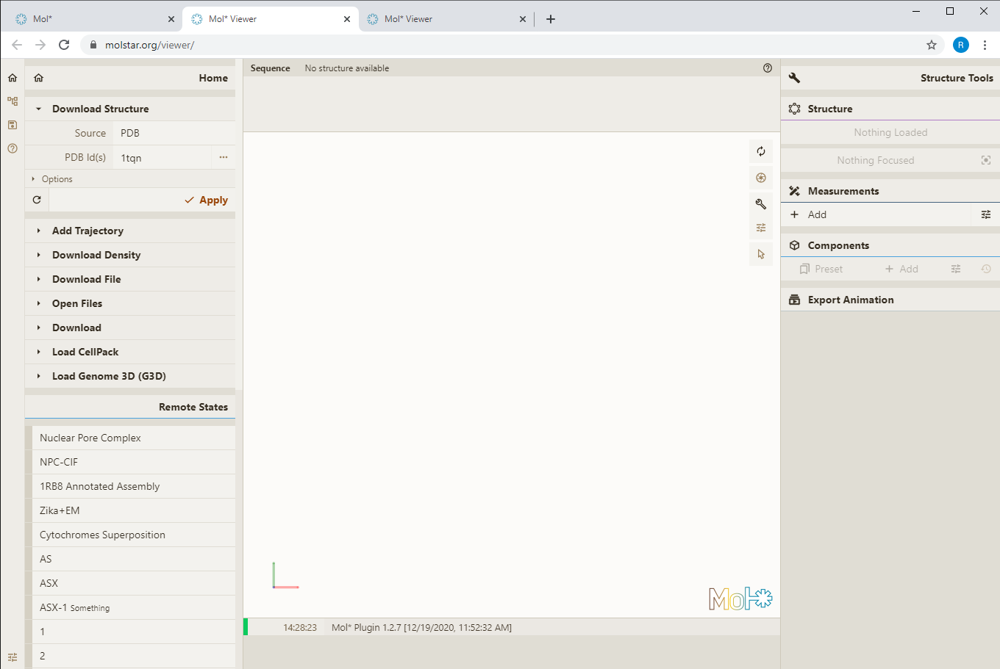 Mol*
Mol* Viewer
Mol* Viewer
molstar.org/viewer/
R
Home
Download Structure
Source PDB
PDB Id(s) 1tqn
Options
Apply
Add Trajectory
Download Density
Download File
Open Files
Download
Load CellPack
Load Genome 3D (G3D)
Remote States
Nuclear Pore Complex
NPC-CIF
1RB8 Annotated Assembly
Zika+EM
Cytochromes Superposition
AS
ASX
ASX-1 Something
1
2
Sequence No structure available
Mol*
14:28:23 Mol* Plugin 1.2.7 [12/19/2020, 11:52:32 AM]
Structure Tools
Structure
Nothing Loaded
Nothing Focused
Measurements
Add
Components
Preset Add
Export Animation